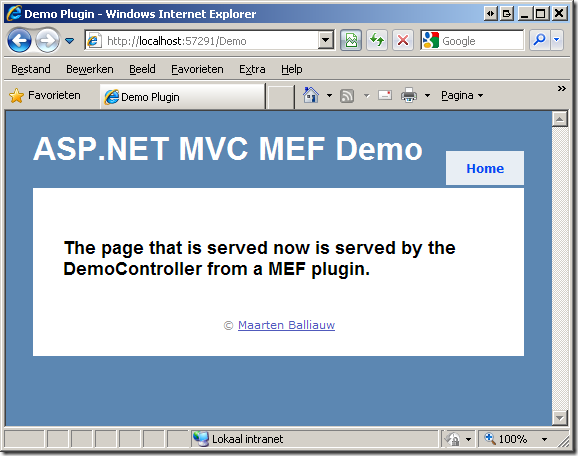 Demo Plugin - Windows Internet Explorer
http://localhost:57291/Demo
Google
Bestand Bewerken Beeld Favorieten Extra Help
Favorieten Demo Plugin Pagina
ASP.NET MVC MEF Demo
Home
The page that is served now is served by the
DemoController from a MEF plugin.
© Maarten Balliauw
Lokaal intranet 100%